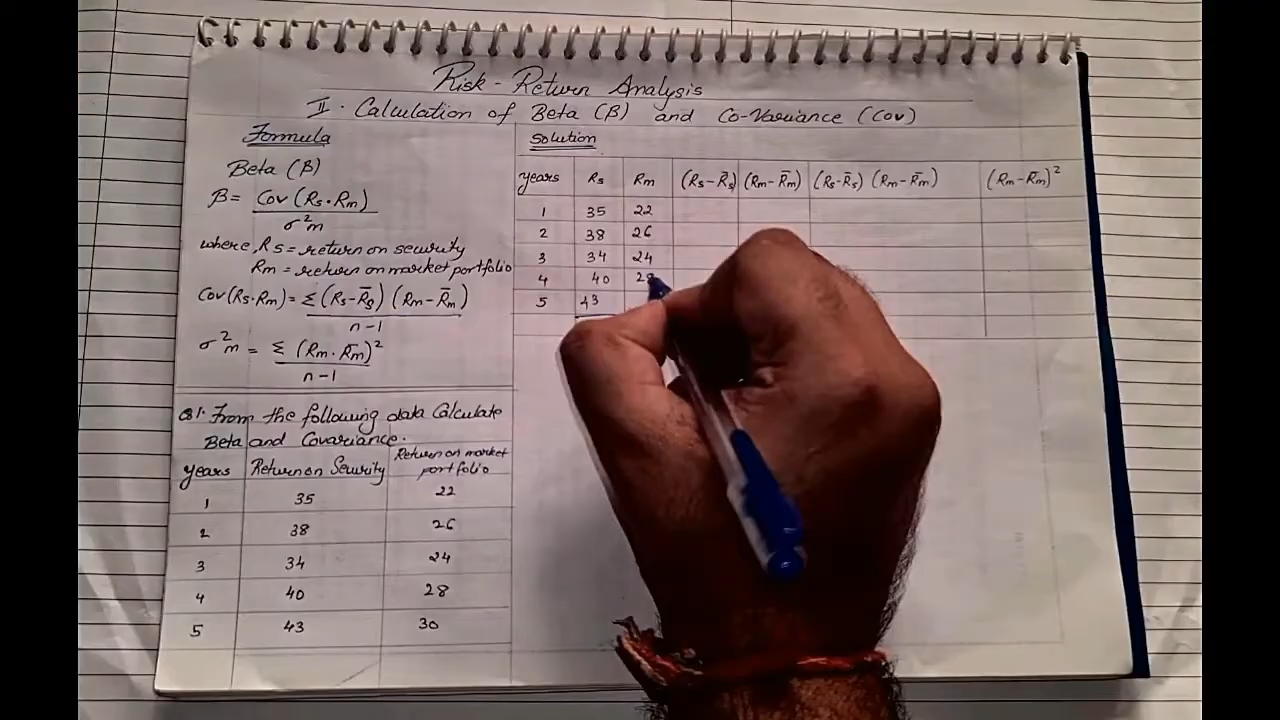 Risk-Return Analysis
II. Calculation of Beta (β) and Co-Variance (Cov)
Formula
Beta (β)
β = Cov (Rs·Rm)
σ²m
where, Rs = return on security
Rm = return on market portfolio
Cov (Rs·Rm) = Σ (Rs-R̄s) (Rm-R̄m)
n-1
σ²m = Σ (Rm·R̄m)²
n-1
Q1. From the following data Calculate
Beta and Covariance.
years Return on Security Return on market portfolio
1 35 22
2 38 26
3 34 24
4 40 28
5 43 30
Solution
years Rs Rm (Rs-R̄s) (Rm-R̄m) (Rs-R̄s) (Rm-R̄m) (Rm-R̄m)²
1 35 22
2 38 26
3 34 24
4 40 28
5 43